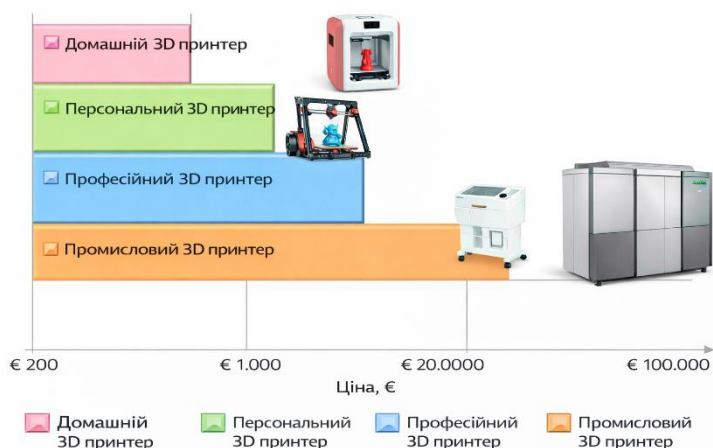 Домашній 3D принтер
Персональний 3D принтер
Професійний 3D принтер
Промисловий 3D принтер
€ 200
€ 1.000
€ 20.0000
€ 100.000
Ціна, €
Домашній
3D принтер
Персональний
3D принтер
Професійний
3D принтер
Промисловий
3D принтер